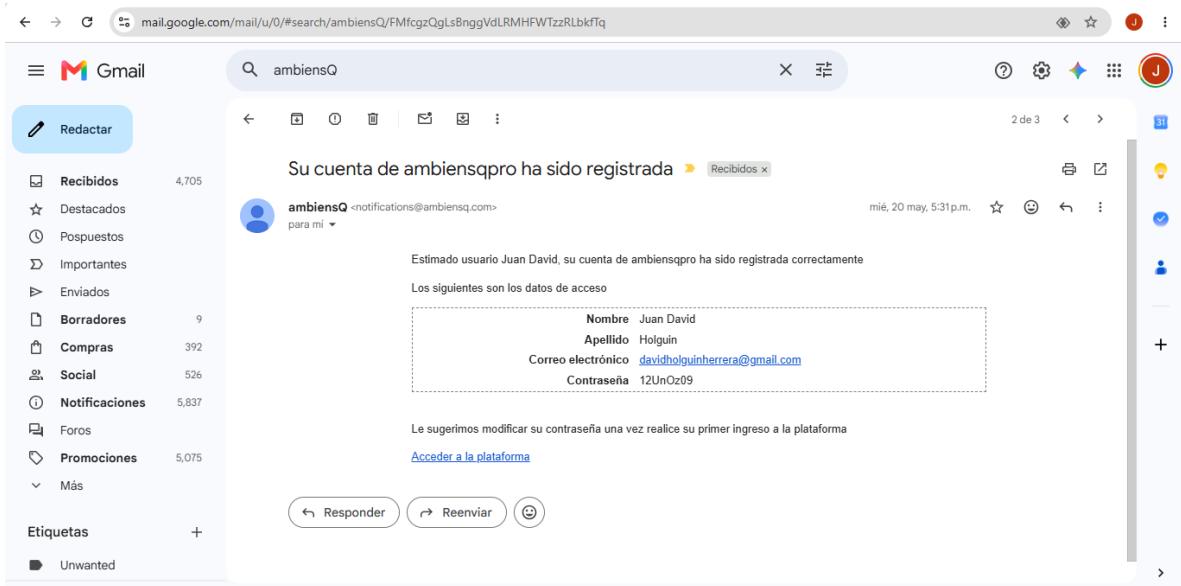 mail.google.com/mail/u/0/#search/ambiensQ/FMfcgzQgLsBnggVdLRMHFWTzzRLbkfTq
J
Gmail
ambiensQ
J
Redactar
2 de 3
31
Su cuenta de ambiensqpro ha sido registrada
Recibidos x
Recibidos 4,705
Destacados
Pospuestos
Importantes
Enviados
Borradores 9
Compras 392
Social 526
Notificaciones 5,837
Foros
Promociones 5,075
Más
Etiquetas +
Unwanted
ambiensQ <notifications@ambiensq.com>
mié, 20 may, 5:31 p.m.
para mí
Estimado usuario Juan David, su cuenta de ambiensqpro ha sido registrada correctamente
Los siguientes son los datos de acceso
Nombre Juan David
Apellido Holguin
Correo electrónico davidholguinherrera@gmail.com
Contraseña 12UnOz09
Le sugerimos modificar su contraseña una vez realice su primer ingreso a la plataforma
Acceder a la plataforma
Responder
Reenviar